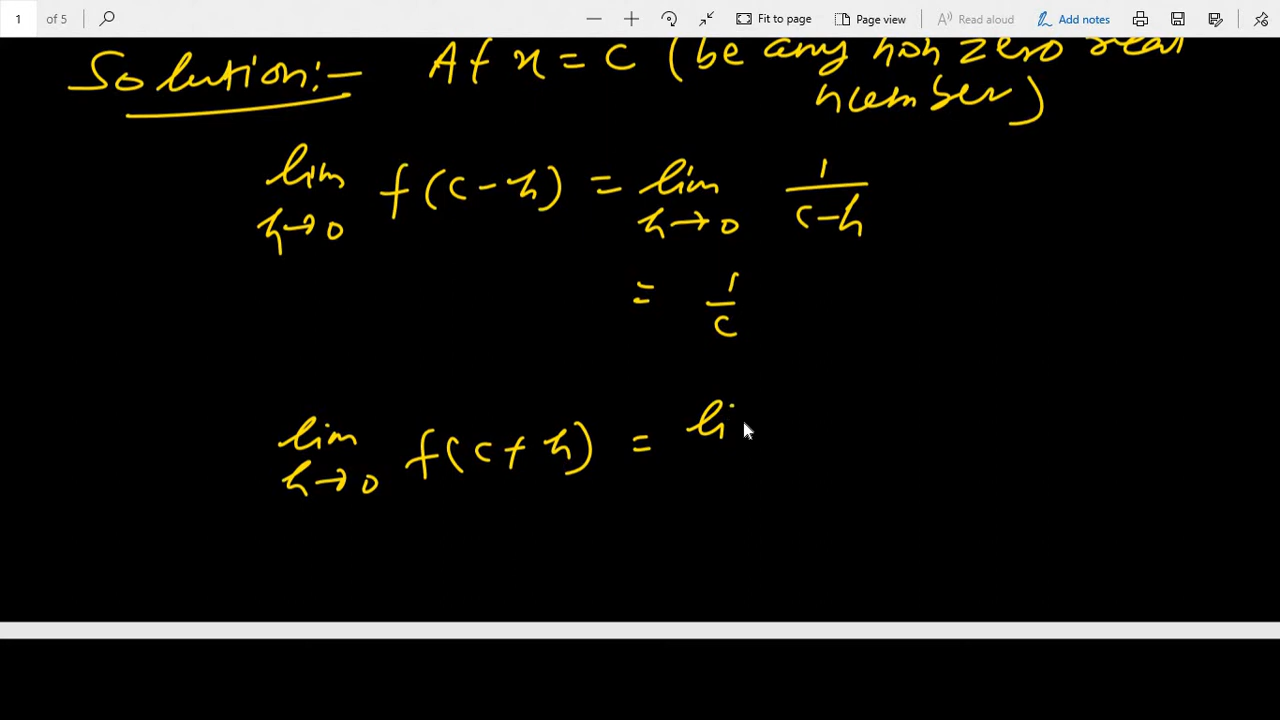 1 of 5 Fit to page Page view Read aloud Add notes
Solution:- At x = c (be any non zero real
number)
lim f(c-h) = lim 1/(c-h)
h→0 h→0
= 1/c
lim f(c+h) = li
h→0